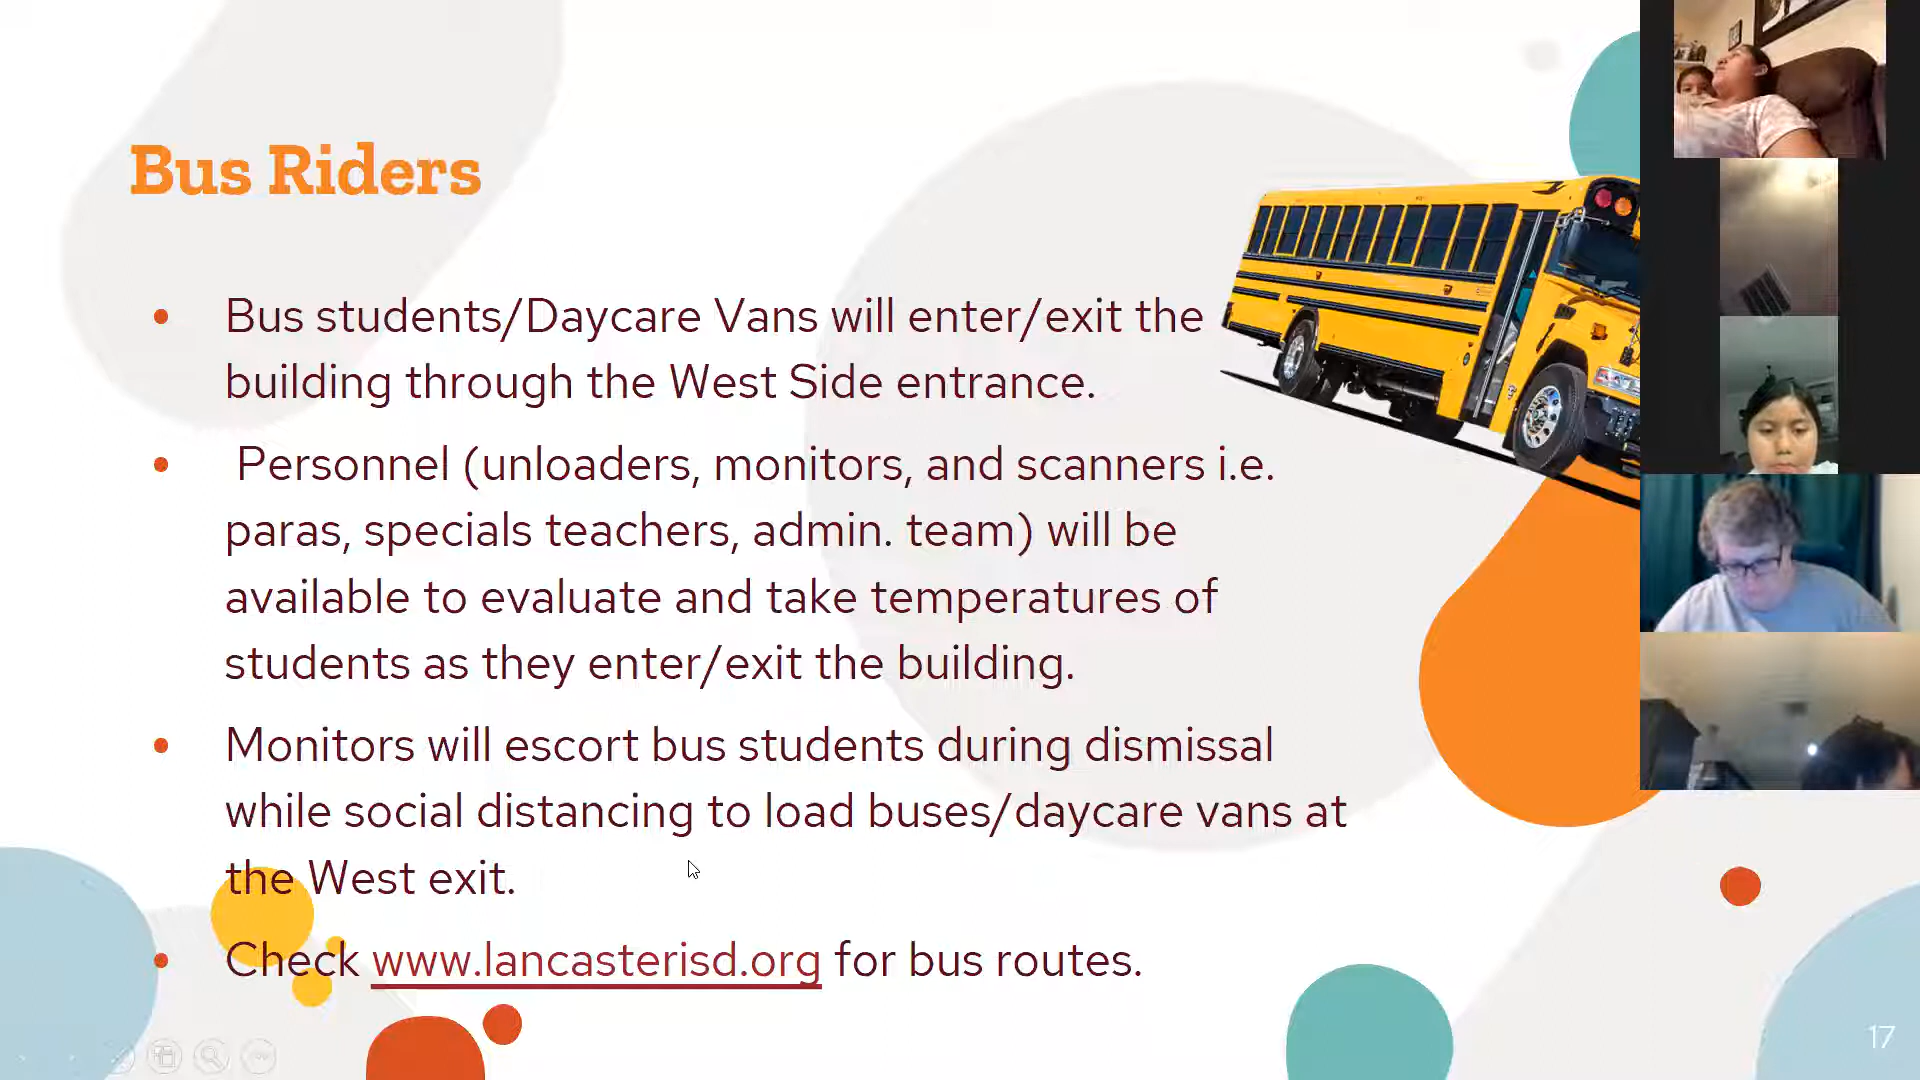 Bus Riders
Bus students/Daycare Vans will enter/exit the
building through the West Side entrance.
Personnel (unloaders, monitors, and scanners i.e.
paras, specials teachers, admin. team) will be
available to evaluate and take temperatures of
students as they enter/exit the building.
Monitors will escort bus students during dismissal
while social distancing to load buses/daycare vans at
the West exit.
Check www.lancasterisd.org for bus routes.
17